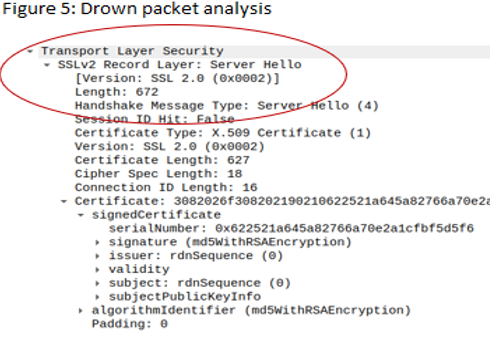 Figure 5: Drown packet analysis
Transport Layer Security
SSLv2 Record Layer: Server Hello
[Version: SSL 2.0 (0x0002)]
Length: 672
Handshake Message Type: Server Hello (4)
Session ID Hit: False
Certificate Type: X.509 Certificate (1)
Version: SSL 2.0 (0x0002)
Certificate Length: 627
Cipher Spec Length: 18
Connection ID Length: 16
Certificate: 3082026f308202190210622521a645a82766a70e2a
signedCertificate
serialNumber: 0x622521a645a82766a70e2a1cfbf5d5f6
signature (md5WithRSAEncryption)
issuer: rdnSequence (0)
validity
subject: rdnSequence (0)
subjectPublicKeyInfo
algorithmIdentifier (md5WithRSAEncryption)
Padding: 0